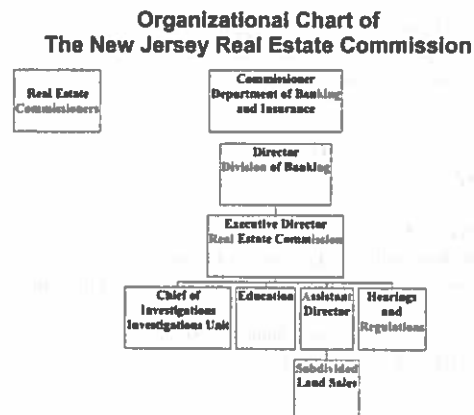 Organizational Chart of
The New Jersey Real Estate Commission
Real Estate
Commissioners
Commissioner
Department of Banking
and Insurance
Director
Division of Banking
Executive Director
Real Estate Commission
Chief of
Investigations
Investigations Unit
Education
Assistant
Director
Hearings
and
Regulations
Subdivided
Land Sales